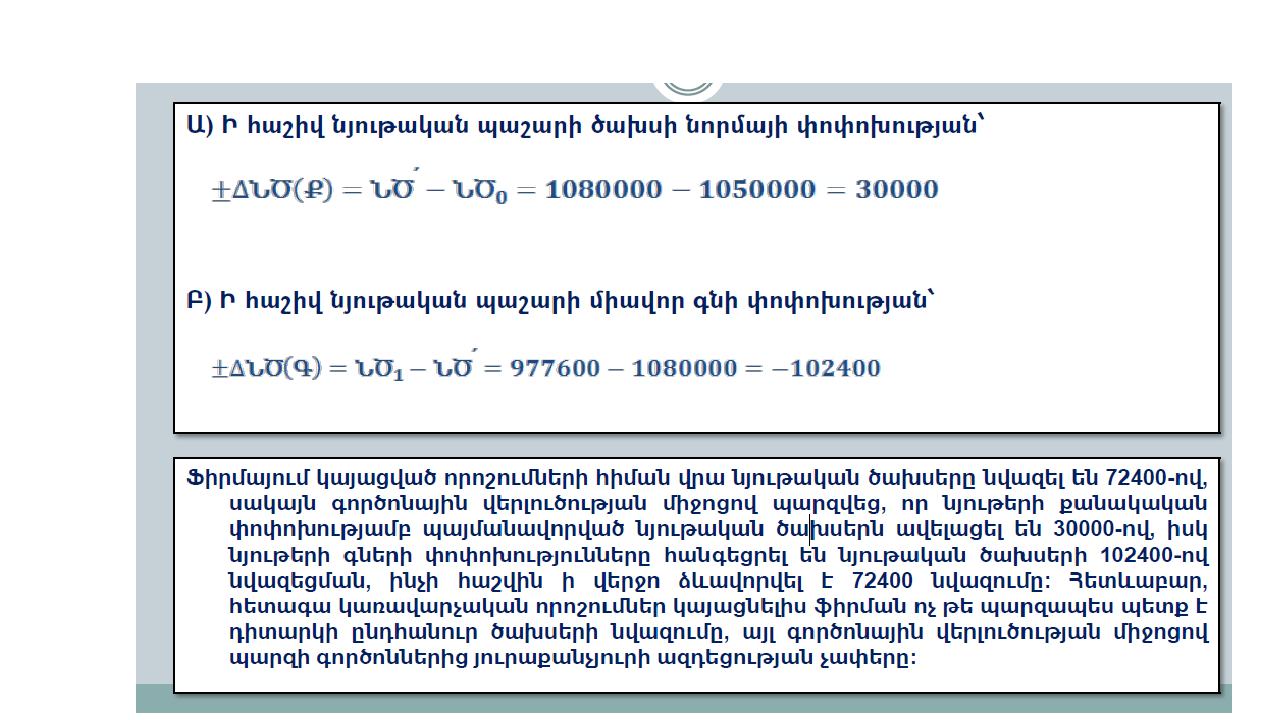 Ա) Ի հաշիվ նյութական պաշարի ծախսի նորմայի փոփոխության՝
±ΔՆԾ(Ք) = ՆԾ՛ − ՆԾ₀ = 1080000 − 1050000 = 30000
Բ) Ի հաշիվ նյութական պաշարի միավոր գնի փոփոխության՝
±ΔՆԾ(Գ) = ՆԾ₁ − ՆԾ՛ = 977600 − 1080000 = −102400
Ֆիրմայում կայացված որոշումների հիման վրա նյութական ծախսերը նվազել են 72400-ով,
սակայն գործոնային վերլուծության միջոցով պարզվեց, որ նյութերի քանակական
փոփոխությամբ պայմանավորված նյութական ծախսերն ավելացել են 30000-ով, իսկ
նյութերի գների փոփոխությունները հանգեցրել են նյութական ծախսերի 102400-ով
նվազեցման, ինչի հաշվին ի վերջո ձևավորվել է 72400 նվազումը: Հետևաբար,
հետագա կառավարչական որոշումներ կայացնելիս ֆիրման ոչ թե պարզապես պետք է
դիտարկի ընդհանուր ծախսերի նվազումը, այլ գործոնային վերլուծության միջոցով
պարզի գործոններից յուրաքանչյուրի ազդեցության չափերը: